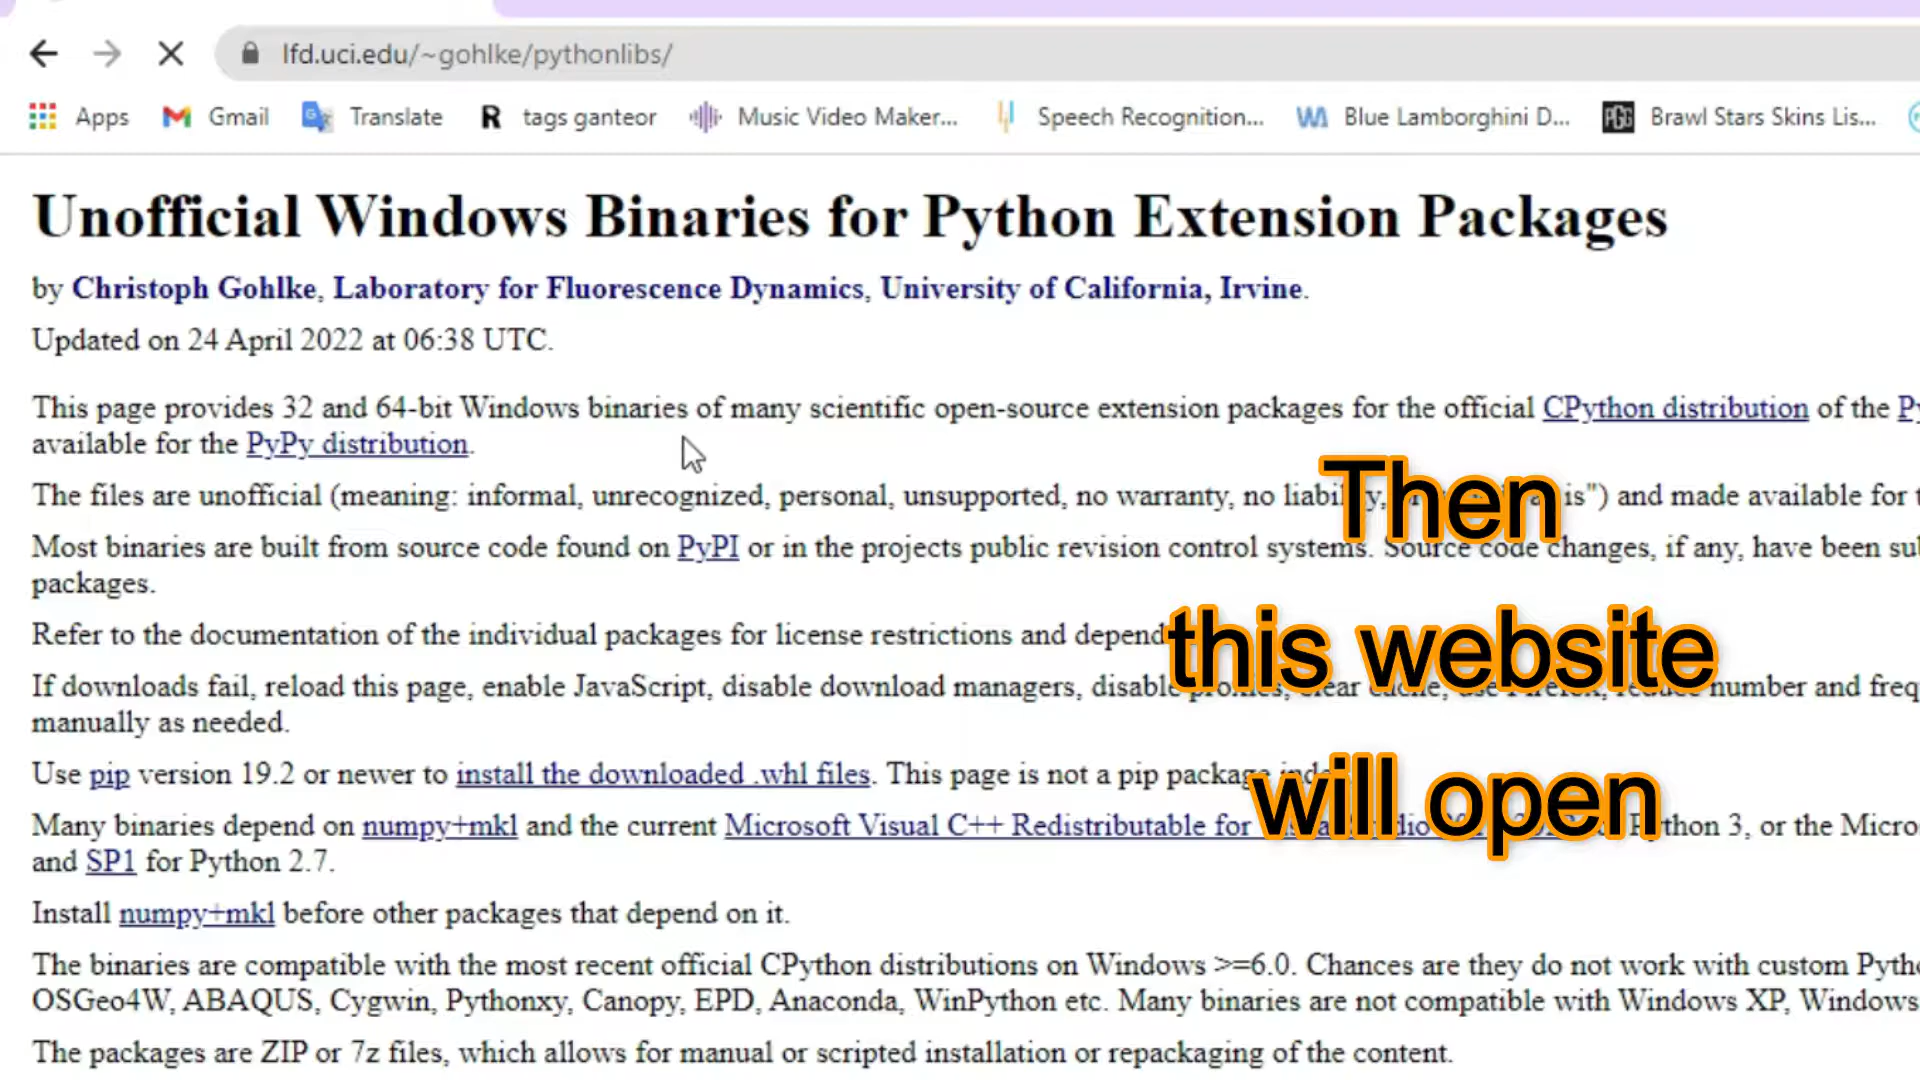 lfd.uci.edu/~gohlke/pythonlibs/
Apps Gmail Translate R tags ganteor Music Video Maker... Speech Recognition... Blue Lamborghini D... PGG Brawl Stars Skins Lis...
Unofficial Windows Binaries for Python Extension Packages
by Christoph Gohlke, Laboratory for Fluorescence Dynamics, University of California, Irvine.
Updated on 24 April 2022 at 06:38 UTC.
This page provides 32 and 64-bit Windows binaries of many scientific open-source extension packages for the official CPython distribution of the
available for the PyPy distribution.
Then
The files are unofficial (meaning: informal, unrecognized, personal, unsupported, no warranty, no is") and made available for
Most binaries are built from source code found on PyPI or in the projects public revision control systems. Source code changes, if any, have been
packages.
this website
Refer to the documentation of the individual packages for license restrictions and
If downloads fail, reload this page, enable JavaScript, disable download managers, number and
manually as needed.
will open
Use pip version 19.2 or newer to install the downloaded .whl files. This page is not a pip package
Many binaries depend on numpy+mkl and the current Microsoft Visual C++ Redistributable for Python 3, or the
and SP1 for Python 2.7.
Install numpy+mkl before other packages that depend on it.
The binaries are compatible with the most recent official CPython distributions on Windows >=6.0. Chances are they do not work with custom
OSGeo4W, ABAQUS, Cygwin, Pythonxy, Canopy, EPD, Anaconda, WinPython etc. Many binaries are not compatible with Windows XP, Windows
The packages are ZIP or 7z files, which allows for manual or scripted installation or repackaging of the content.